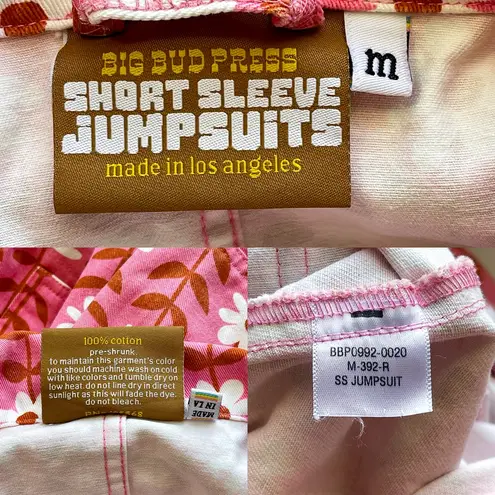 BIG BUD PRESS
SHORT SLEEVE
JUMPSUITS
made in los angeles
m
100% cotton
pre-shrunk.
to maintain this garment's color
you should machine wash on cold
with like colors and tumble dry on
low heat. do not line dry in direct
sunlight as this will fade the dye.
do not bleach.
MADE
IN LA
BBP0992-0020
M-392-R
SS JUMPSUIT